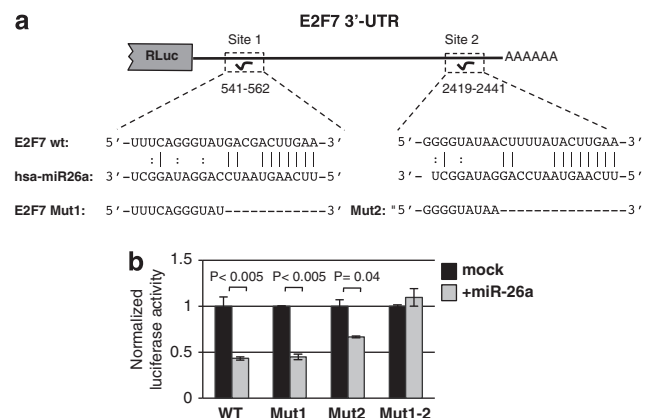 a
E2F7 3'-UTR
RLuc
Site 1
Site 2
AAAAAA
541-562
2419-2441
E2F7 wt: 5'-UUUCAGGGUAUGACGACUUGAA-3' 5'-GGGGUAUAACUUUUAUACUUGAA-3'
hsa-miR26a: 3'-UCGGAUAGGACCUAAUGAACUU-5' 3'- UCGGAUAGGACCUAAUGAACUU-5'
E2F7 Mut1: 5'-UUUCAGGGUAU-----------3' Mut2: "5'-GGGGUAUAA--------------3'
b
Normalized
luciferase activity
1.5
1
0.5
0
P< 0.005 P< 0.005 P= 0.04
mock
+miR-26a
WT Mut1 Mut2 Mut1-2